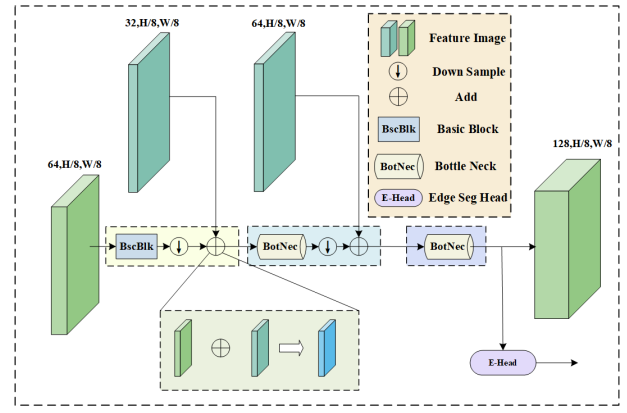 32,H/8,W/8
64,H/8,W/8
Feature Image
Down Sample
Add
BscBlk
Basic Block
BotNec
Bottle Neck
E-Head
Edge Seg Head
128,H/8,W/8
64,H/8,W/8
BscBlk
BotNec
BotNec
E-Head